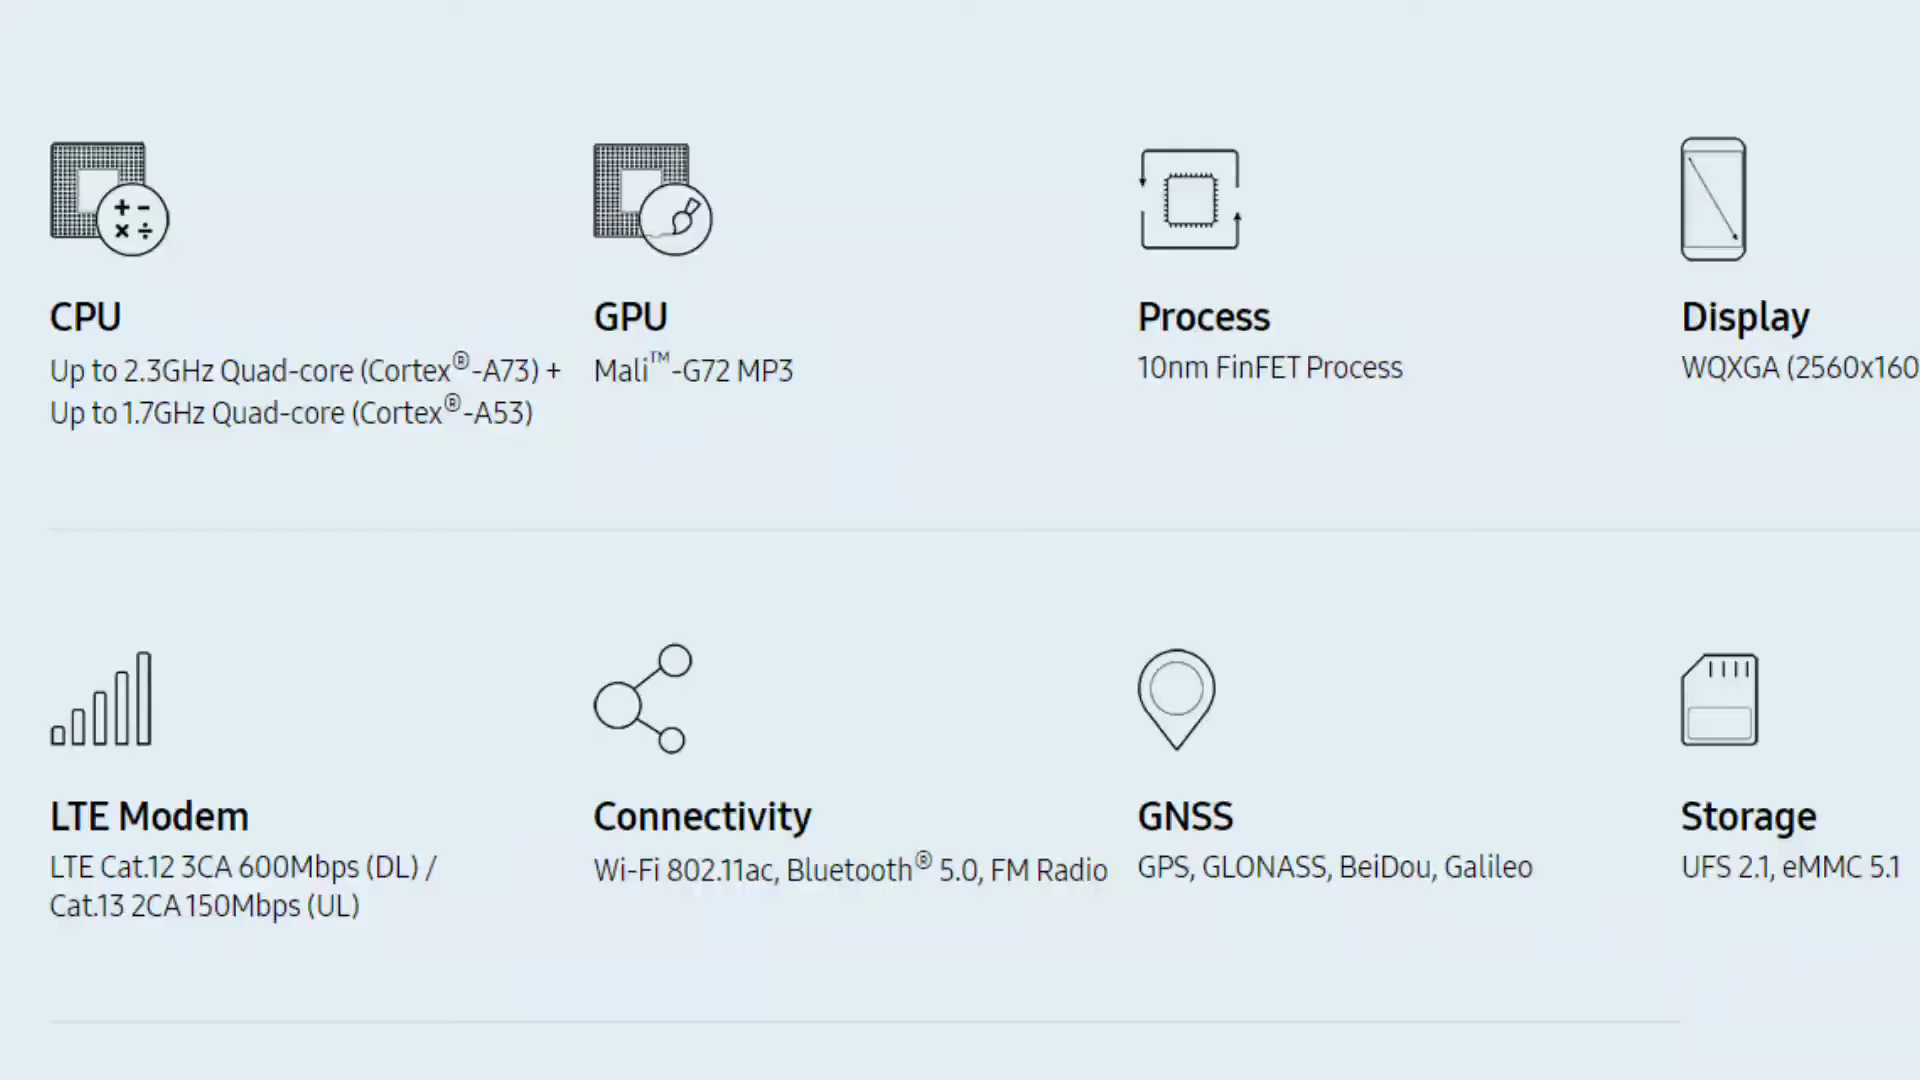 CPU
Up to 2.3GHz Quad-core (Cortex®-A73) +
Up to 1.7GHz Quad-core (Cortex®-A53)
GPU
Mali™-G72 MP3
Process
10nm FinFET Process
Display
WQXGA (2560x160
LTE Modem
LTE Cat.12 3CA 600Mbps (DL) /
Cat.13 2CA 150Mbps (UL)
Connectivity
Wi-Fi 802.11ac, Bluetooth® 5.0, FM Radio
GNSS
GPS, GLONASS, BeiDou, Galileo
Storage
UFS 2.1, eMMC 5.1